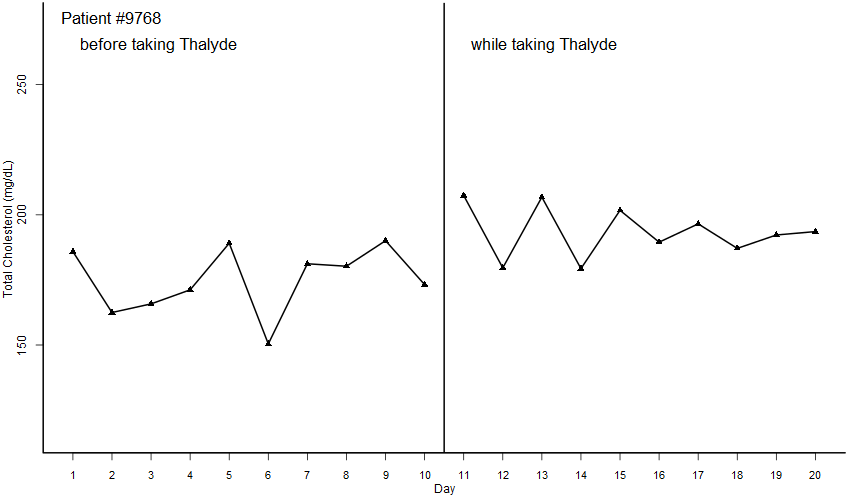 Patient #9768
before taking Thalyde
while taking Thalyde
Total Cholesterol (mg/dL)
250
200
150
1 2 3 4 5 6 7 8 9 10 11 12 13 14 15 16 17 18 19 20
Day